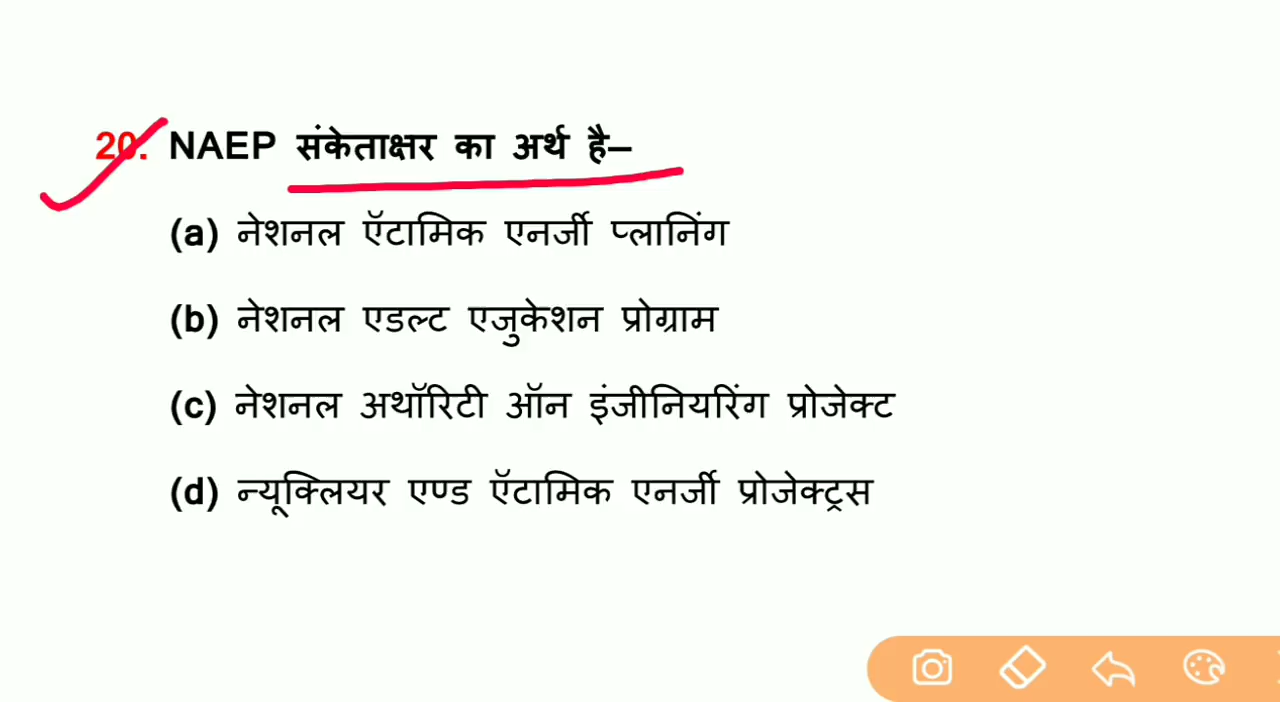 20. NAEP संकेताक्षर का अर्थ है–
(a) नेशनल ऍटामिक एनर्जी प्लानिंग
(b) नेशनल एडल्ट एजुकेशन प्रोग्राम
(c) नेशनल अथॉरिटी ऑन इंजीनियरिंग प्रोजेक्ट
(d) न्यूक्लियर एण्ड ऍटामिक एनर्जी प्रोजेक्ट्रस